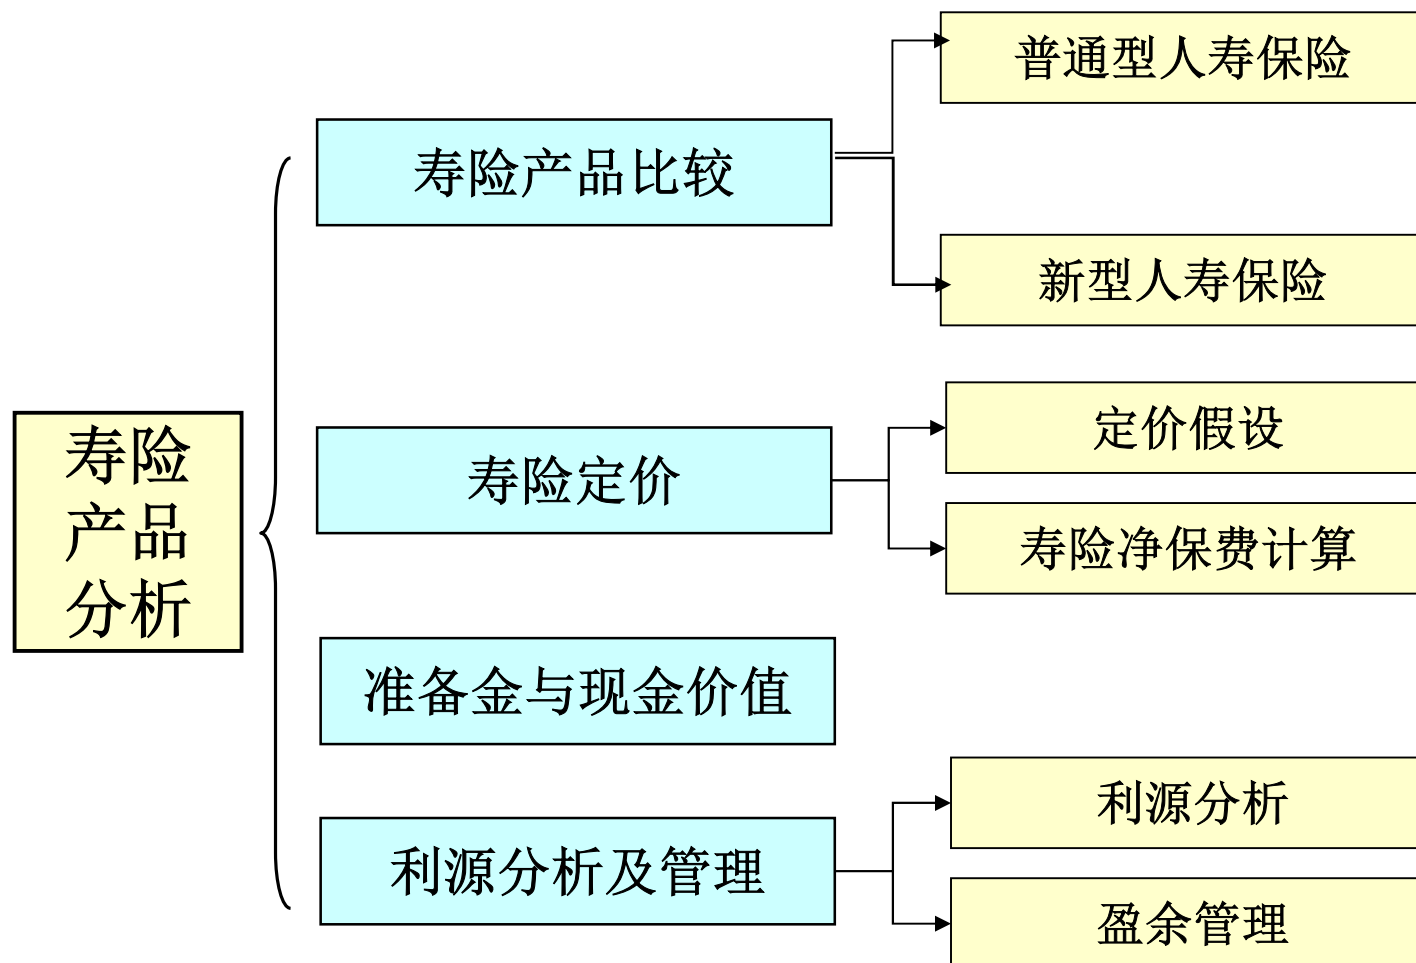 寿险
产品
分析
寿险产品比较
普通型人寿保险
新型人寿保险
寿险定价
定价假设
寿险净保费计算
准备金与现金价值
利源分析及管理
利源分析
盈余管理